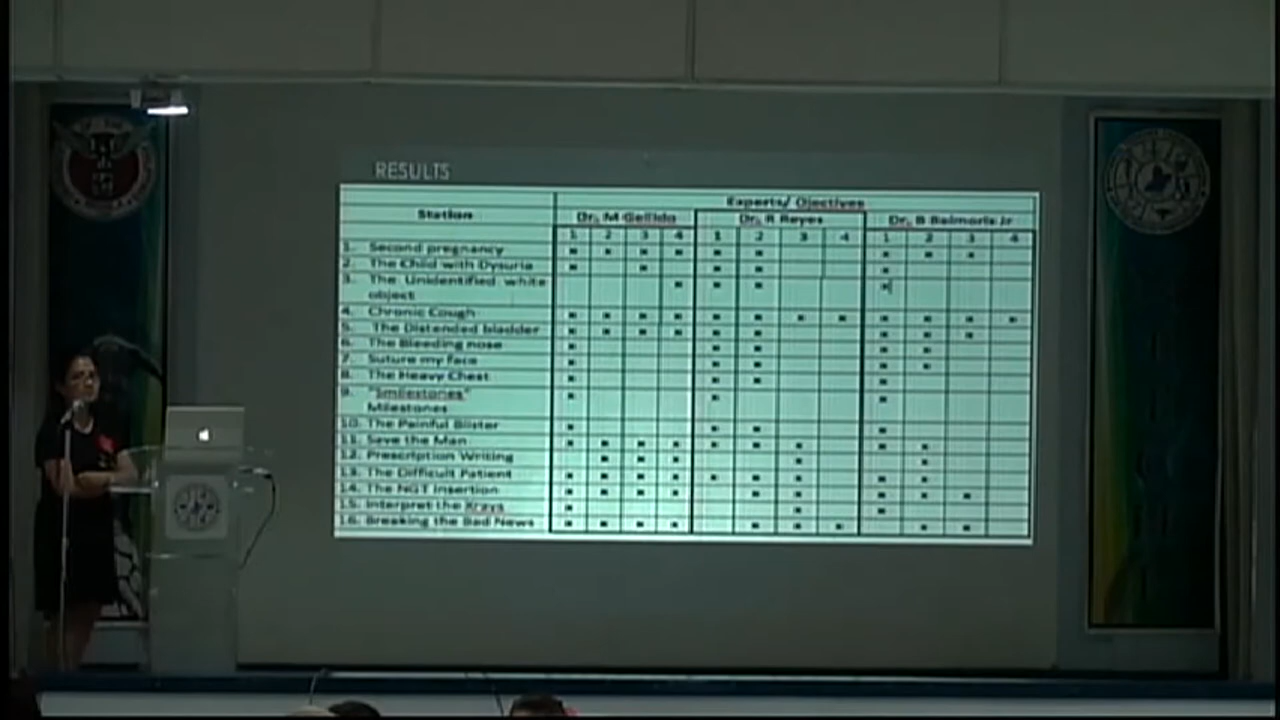 RESULTS
Station
Experts/ Ojectives
Dr. M Gellido
Dr. R Reyes
Dr. B Balmoris Jr
1 2 3 4 1 2 3 4 1 2 3 4
1. Second pregnancy
2. The Child with Dysuria
3. The Unidentified white
object
4. Chronic Cough
5. The Distended bladder
6. The Bleeding nose
7. Suture my face
8. The Heavy Chest
9. "Smilestones"
Milestones
10. The Painful Blister
11. Save the Man
12. Prescription Writing
13. The Difficult Patient
14. The NGT Insertion
15. Interpret the Xrays
16. Breaking the Bad News